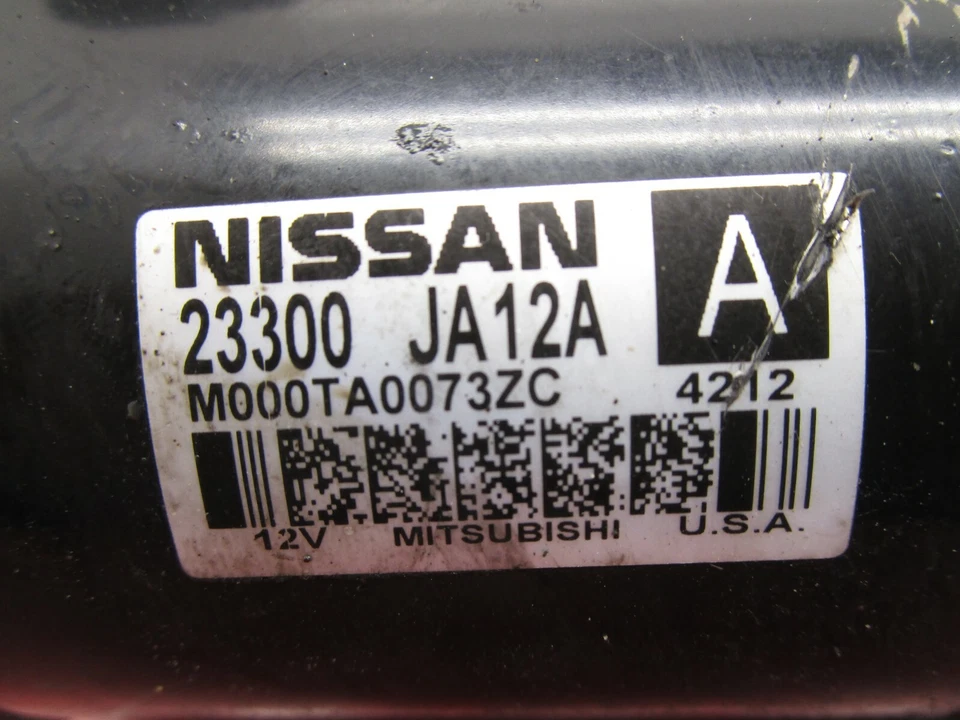 NISSAN
A
23300 JA12A
M000TA0073ZC 4212
12V MITSUBISHI U.S.A.